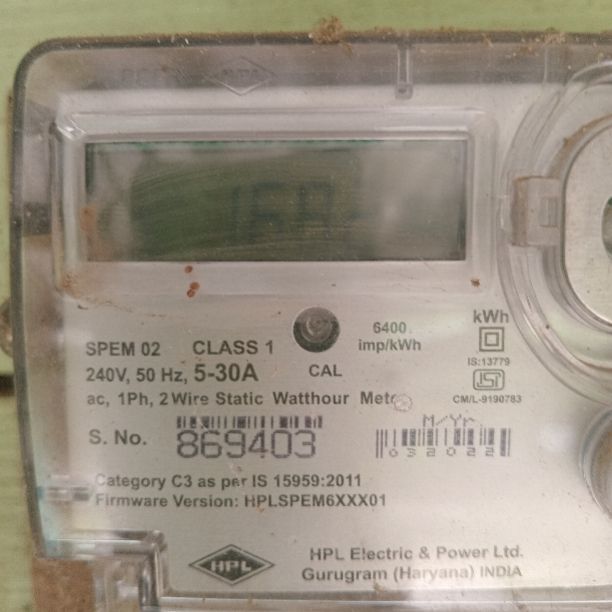 SPEM 02 CLASS 1
240V, 50 Hz, 5-30A
CAL
6400
imp/kWh
kWh
IS:13779
ISI
CM/L-9190783
ac, 1Ph, 2 Wire Static Watthour Meter
S. No. 869403
M/Yr
032022
Category C3 as per IS 15959:2011
Firmware Version: HPLSPEM6XXX01
HPL
HPL Electric & Power Ltd.
Gurugram (Haryana) INDIA